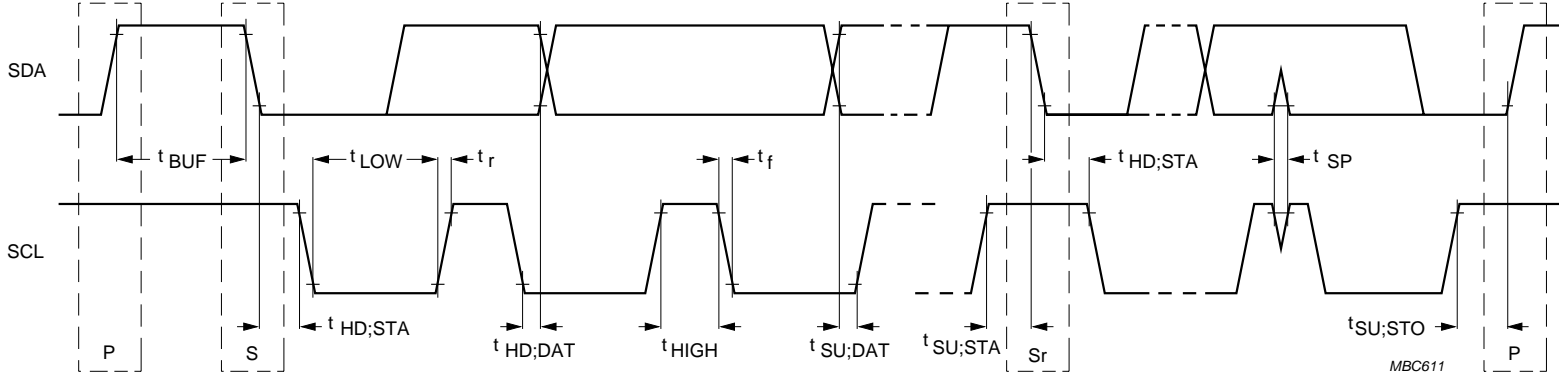 SDA
t BUF
t LOW
t r
t f
t HD;STA
t SP
SCL
t HD;STA
t HD;DAT
t HIGH
t SU;DAT
t SU;STA
t SU;STO
P
S
Sr
P
MBC611